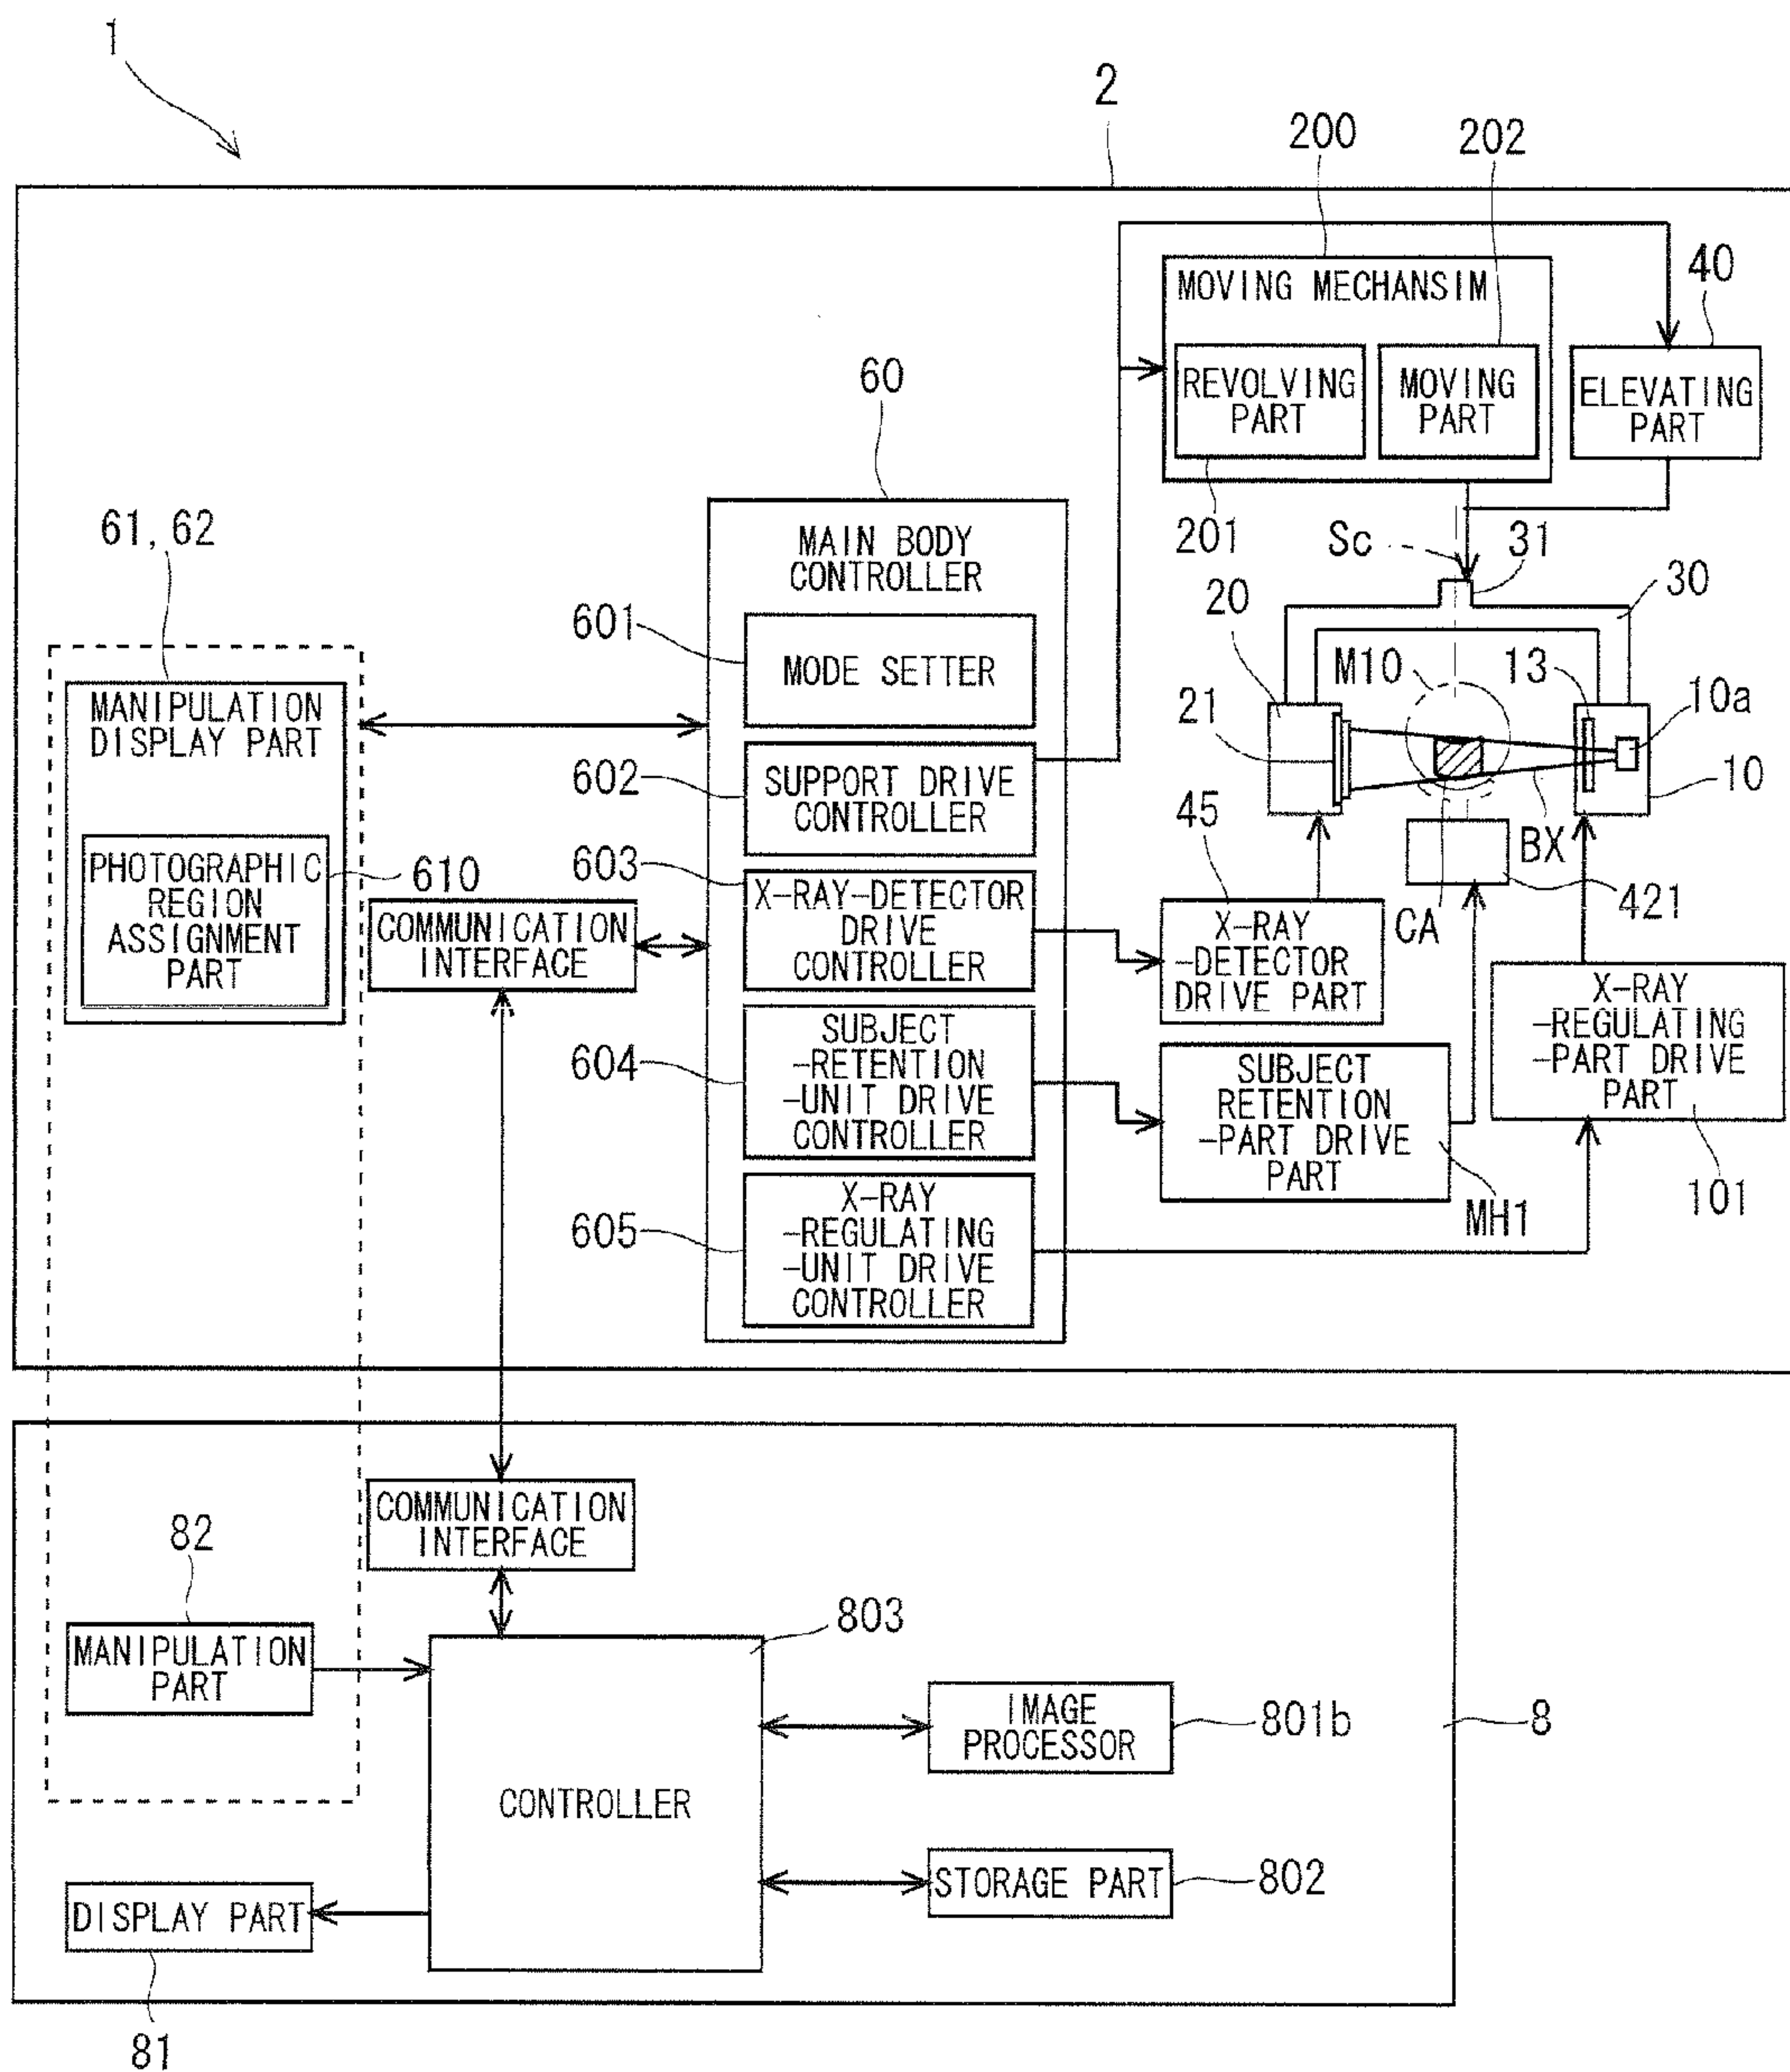 1
2
200
202
MOVING MECHANSIM
40
REVOLVING
PART
MOVING
PART
ELEVATING
PART
60
201
Sc
31
61, 62
MAIN BODY
CONTROLLER
20
30
601
MODE SETTER
M10
13
10a
MANIPULATION
DISPLAY PART
21
602
SUPPORT DRIVE
CONTROLLER
10
45
BX
PHOTOGRAPHIC
REGION
ASSIGNMENT
PART
610
603
X-RAY-DETECTOR
DRIVE
CONTROLLER
421
COMMUNICATION
INTERFACE
X-RAY
-DETECTOR
DRIVE PART
CA
X-RAY
-REGULATING
-PART DRIVE
PART
604
SUBJECT
-RETENTION
-UNIT DRIVE
CONTROLLER
SUBJECT
RETENTION
-PART DRIVE
PART
101
MH1
605
X-RAY
-REGULATING
-UNIT DRIVE
CONTROLLER
COMMUNICATION
INTERFACE
82
803
MANIPULATION
PART
IMAGE
PROCESSOR
801b
8
CONTROLLER
STORAGE PART
802
DISPLAY PART
81